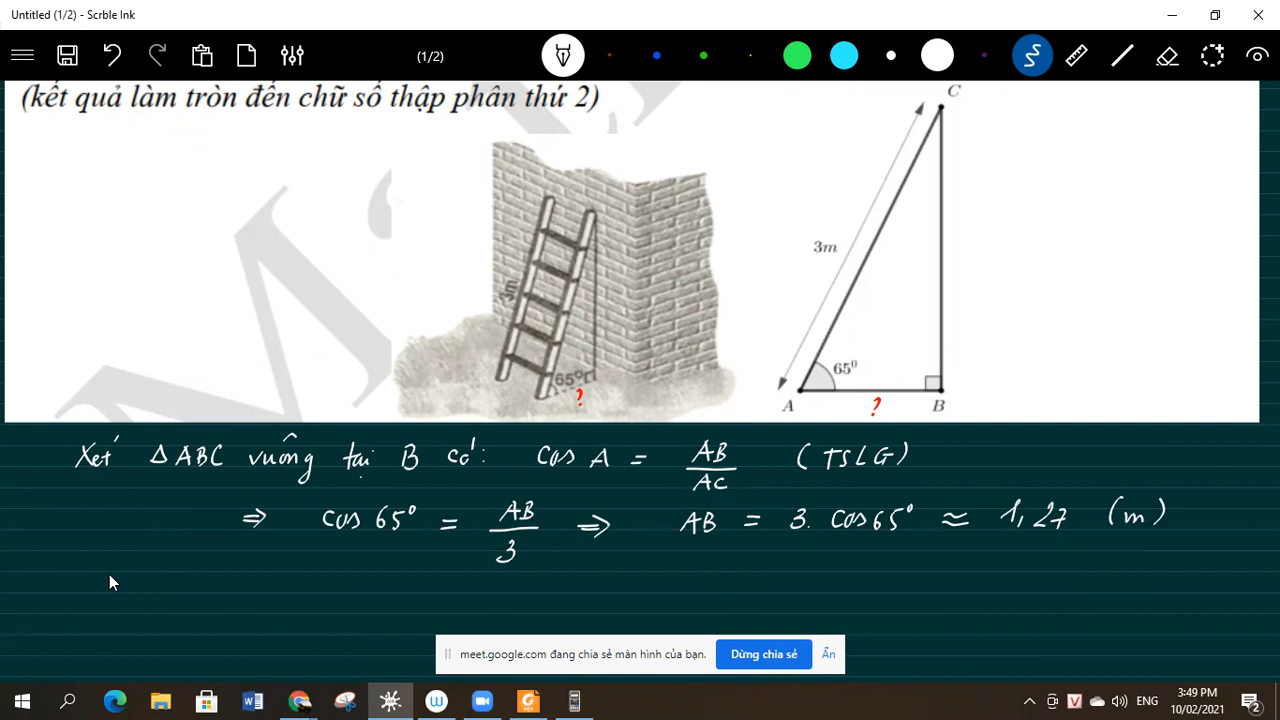 Untitled (1/2) - Scrble Ink
(1/2)
(kết quả làm tròn đến chữ số thập phân thứ 2)
C
3m
3m
65⁰
65⁰
?
?
A
B
Xét ΔABC vuông tại B có: cos A = AB/AC (TSLG)
⇒ cos 65° = AB/3 ⇒ AB = 3. cos 65° ≈ 1,27 (m)
meet.google.com đang chia sẻ màn hình của bạn. Dừng chia sẻ Ẩn
ENG
3:49 PM
10/02/2021
2